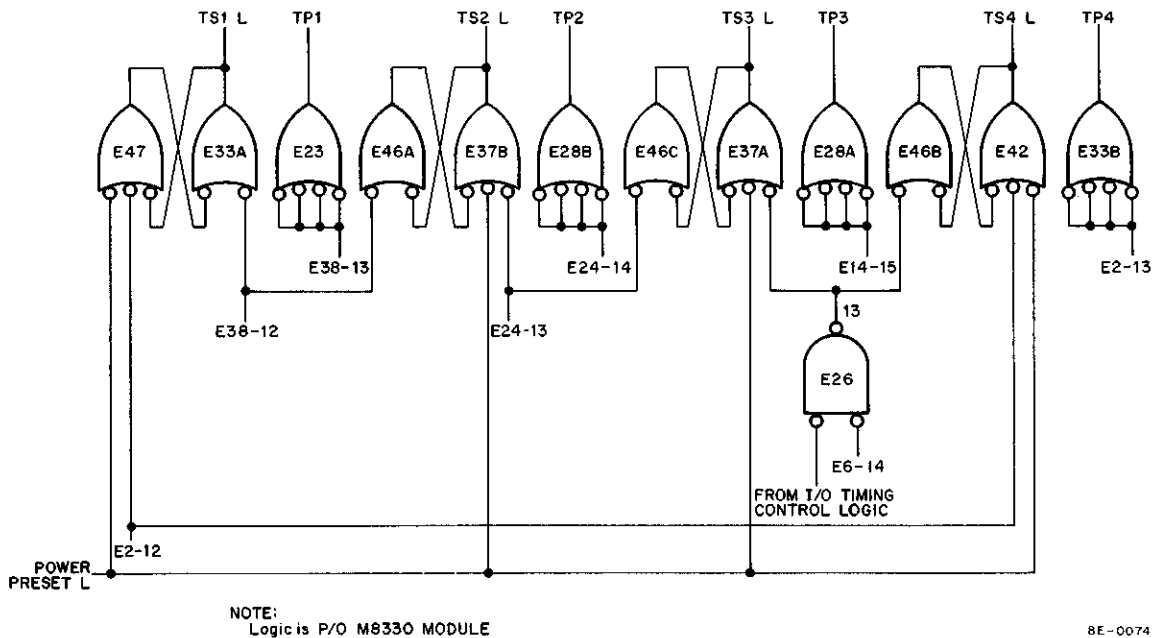 TS1 L TP1 TS2 L TP2 TS3 L TP3 TS4 L TP4
E47 E33A E23 E46A E37B E28B E46C E37A E28A E46B E42 E33B
E38-13 E24-14 E14-15 E2-13
E38-12 E24-13 13
E26
E6-14
FROM I/O TIMING
CONTROL LOGIC
E2-12
POWER
PRESET L
NOTE:
Logic is P/O M8330 MODULE
8E-0074